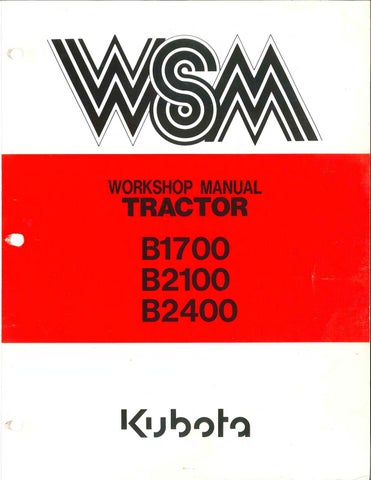 WSM
WORKSHOP MANUAL
TRACTOR
B1700
B2100
B2400
Kubota